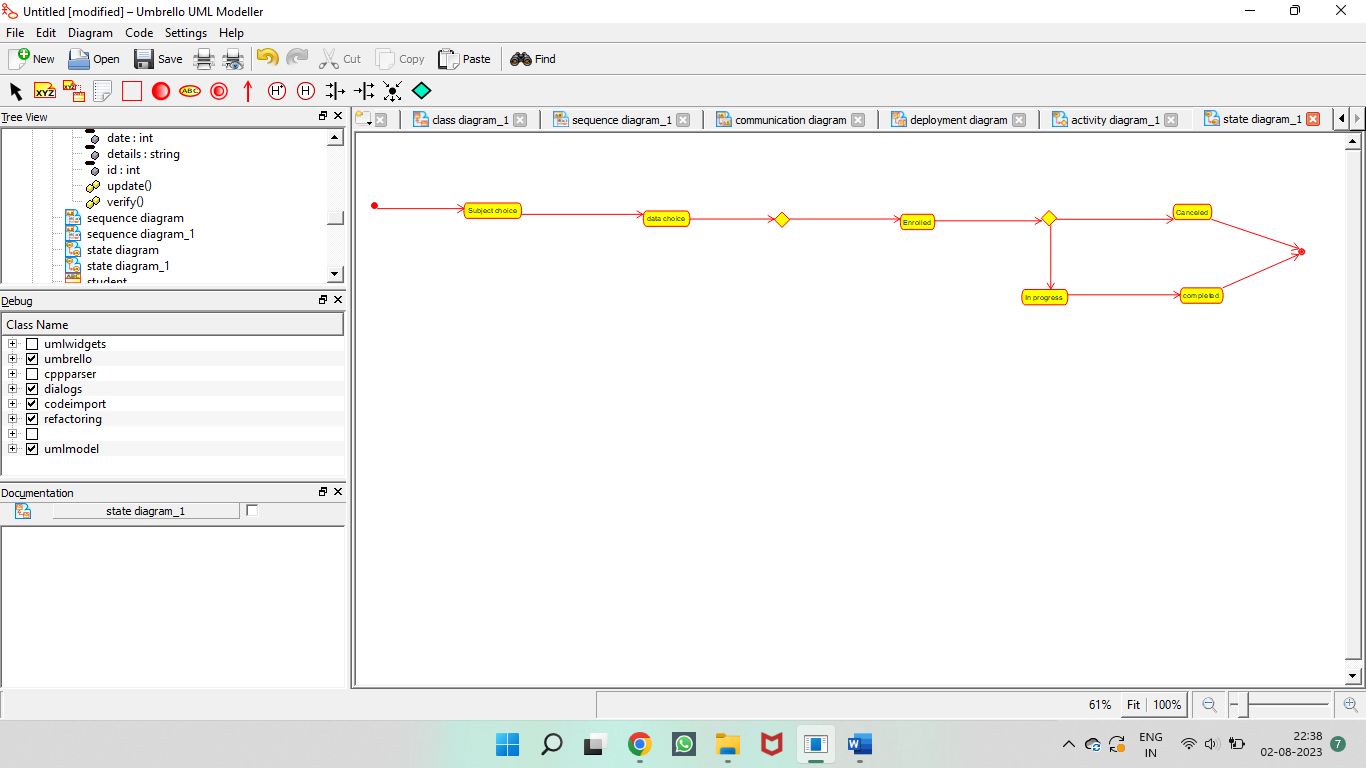 Untitled [modified] – Umbrello UML Modeller
File Edit Diagram Code Settings Help
New Open Save Cut Copy Paste Find
XYZ XYZ ABC H* H
Tree View
class diagram_1 sequence diagram_1 communication diagram deployment diagram activity diagram_1 state diagram_1
date : int
details : string
id : int
update()
verify()
sequence diagram
sequence diagram_1
state diagram
state diagram_1
student
Subject choice
data choice
Enrolled
Canceled
In progress
completed
Debug
Class Name
umlwidgets
umbrello
cppparser
dialogs
codeimport
refactoring
umlmodel
Documentation
state diagram_1
61% Fit 100%
ENG
IN
22:38
02-08-2023
7